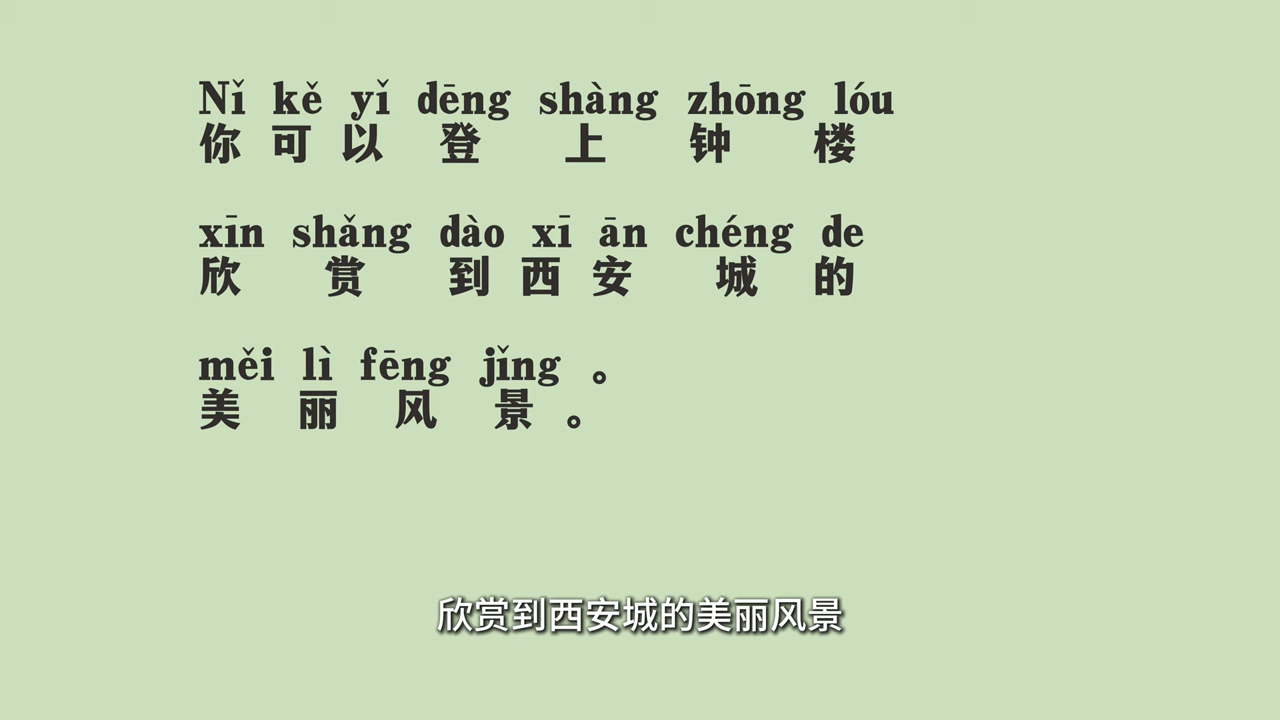 Nǐ kě yǐ dēng shàng zhōng lóu
你可以登上钟楼
xīn shǎng dào xī ān chéng de
欣赏到西安城的
měi lì fēng jǐng 。
美丽风景。
欣赏到西安城的美丽风景